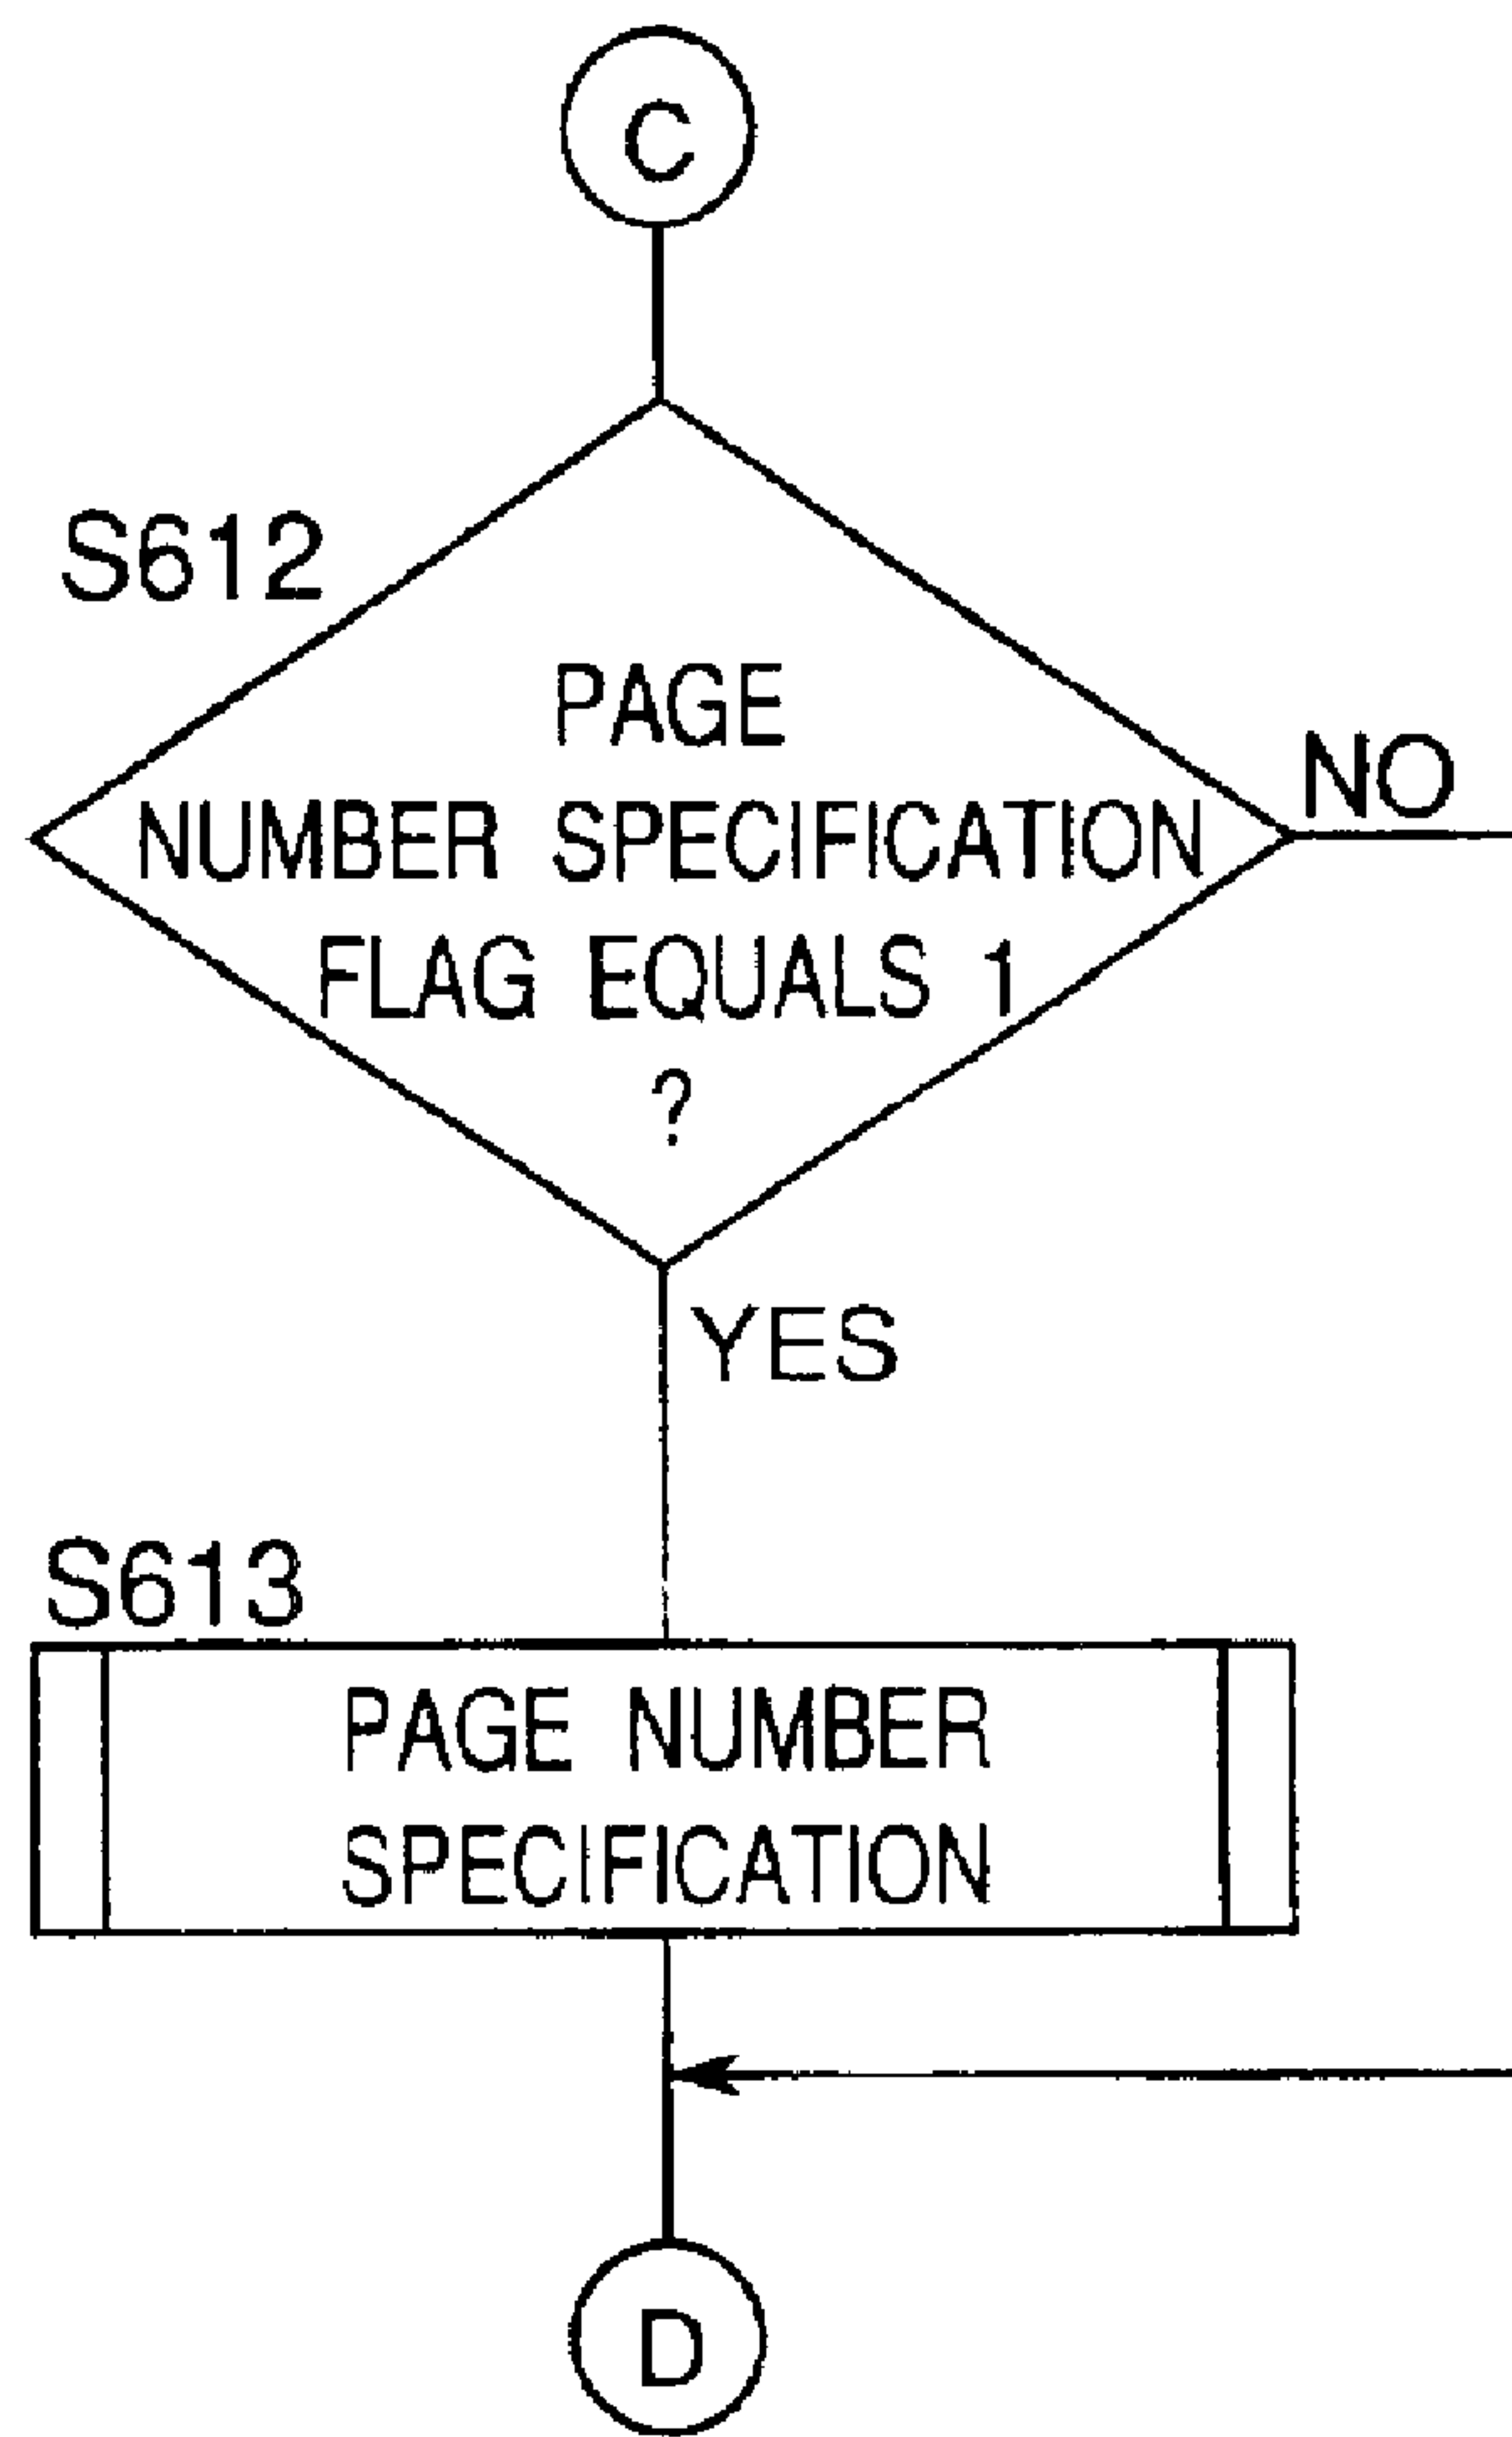 C
S612
PAGE
NUMBER SPECIFICATION
FLAG EQUALS 1
?
NO
YES
S613
PAGE NUMBER
SPECIFICATION
D